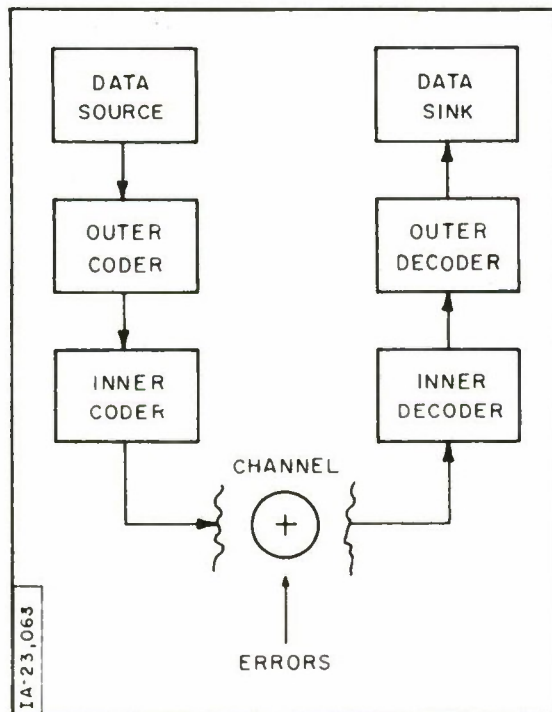 DATA
SOURCE
OUTER
CODER
INNER
CODER
DATA
SINK
OUTER
DECODER
INNER
DECODER
CHANNEL
+
ERRORS
IA-23,063